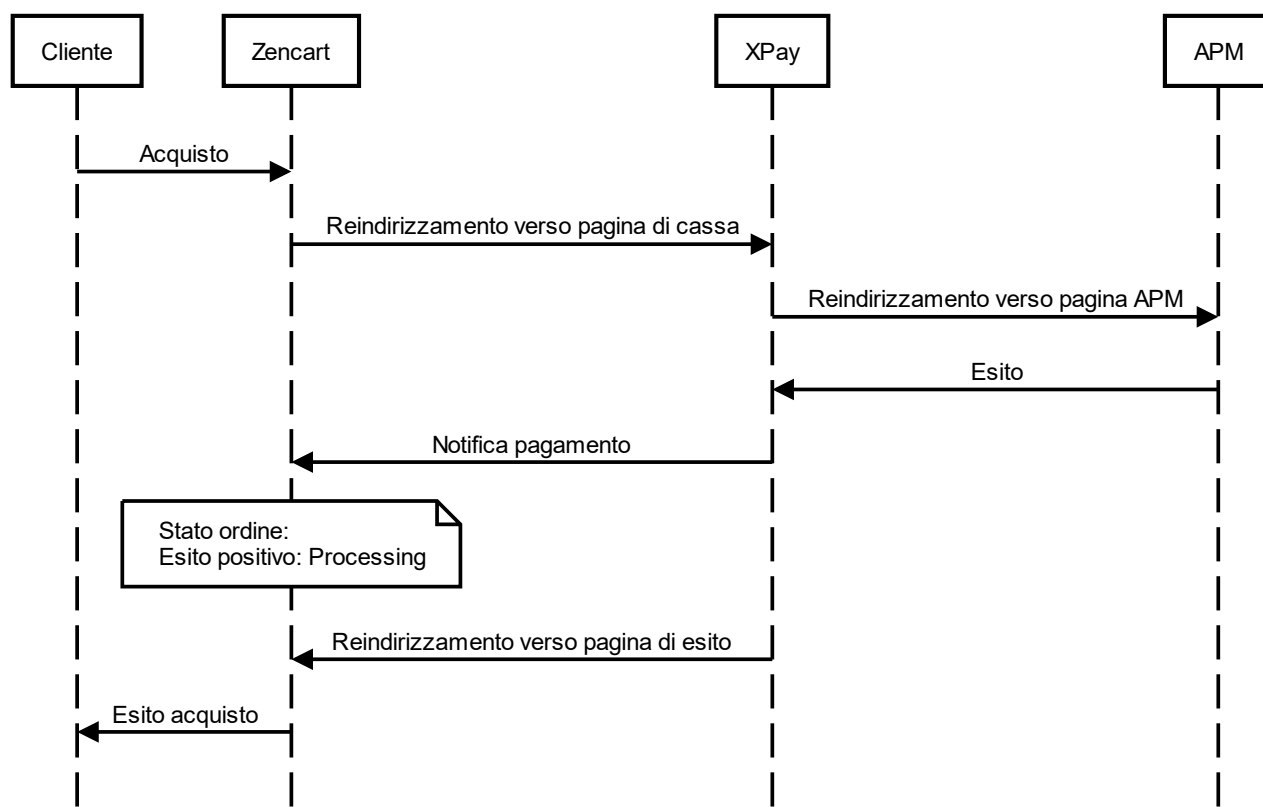 Cliente
Zencart
XPay
APM
Acquisto
Reindirizzamento verso pagina di cassa
Reindirizzamento verso pagina APM
Esito
Notifica pagamento
Stato ordine:
Esito positivo: Processing
Reindirizzamento verso pagina di esito
Esito acquisto